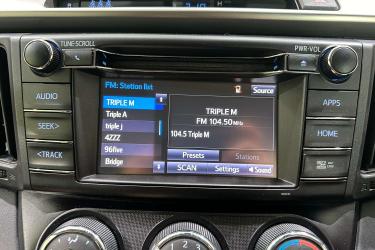 TUNE·SCROLL
PWR·VOL
AUDIO
SEEK>
<TRACK
APPS
HOME
FM: Station list
Source
TRIPLE M
Triple A
triple j
4ZZZ
96five
Bridge
TRIPLE M
FM 104.50MHz
104.5 Triple M
Presets
Stations
SCAN
Settings
Sound